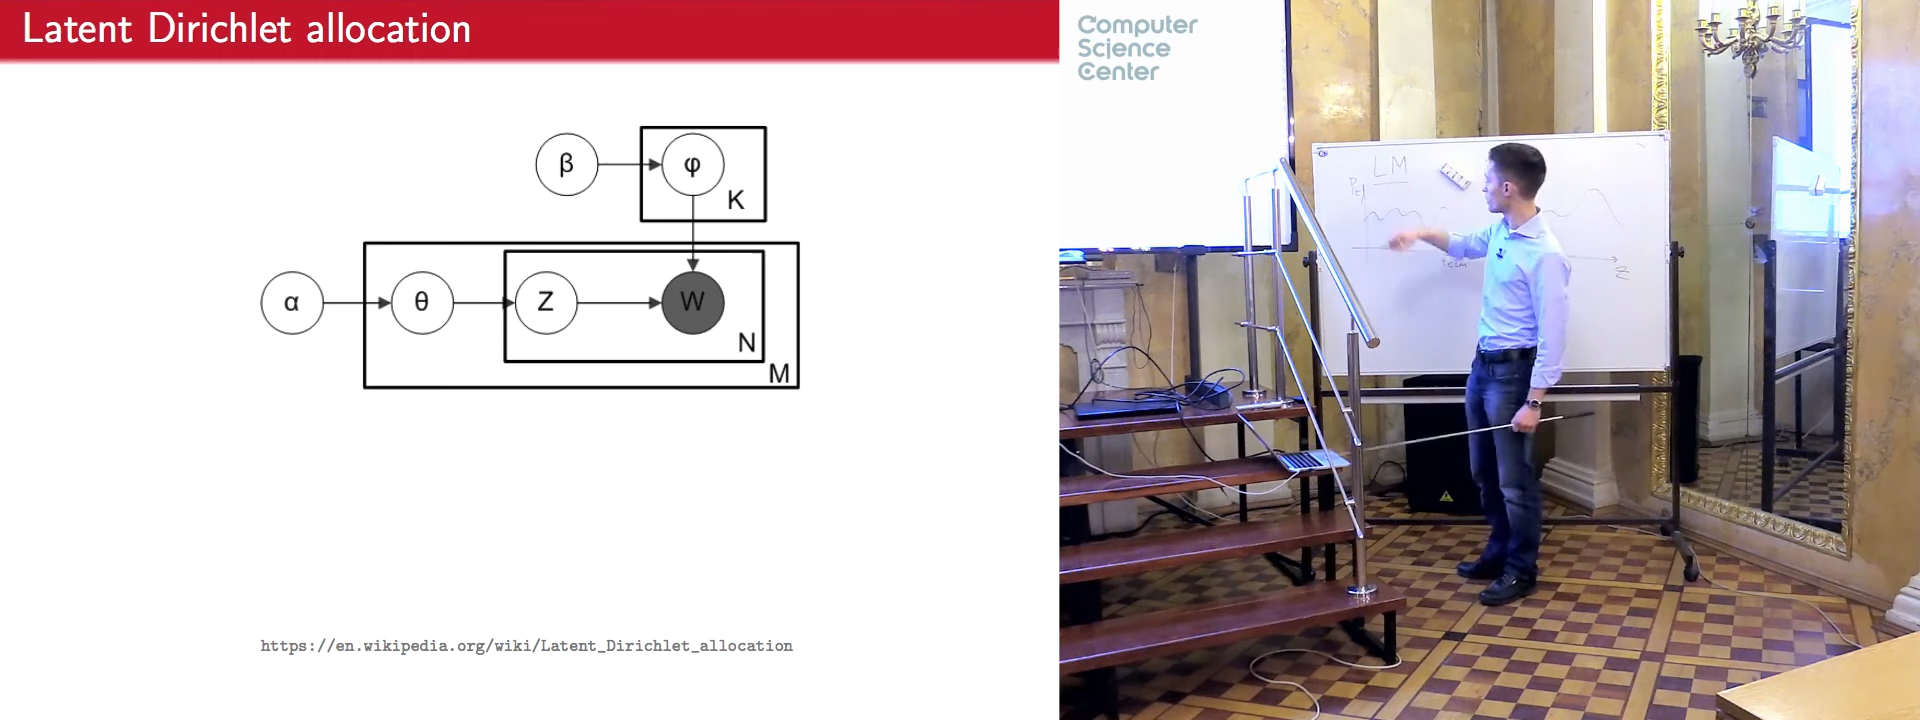 Latent Dirichlet allocation
β
φ
K
α
θ
Z
W
N
M
https://en.wikipedia.org/wiki/Latent_Dirichlet_allocation
Computer
Science
Center
LM
z